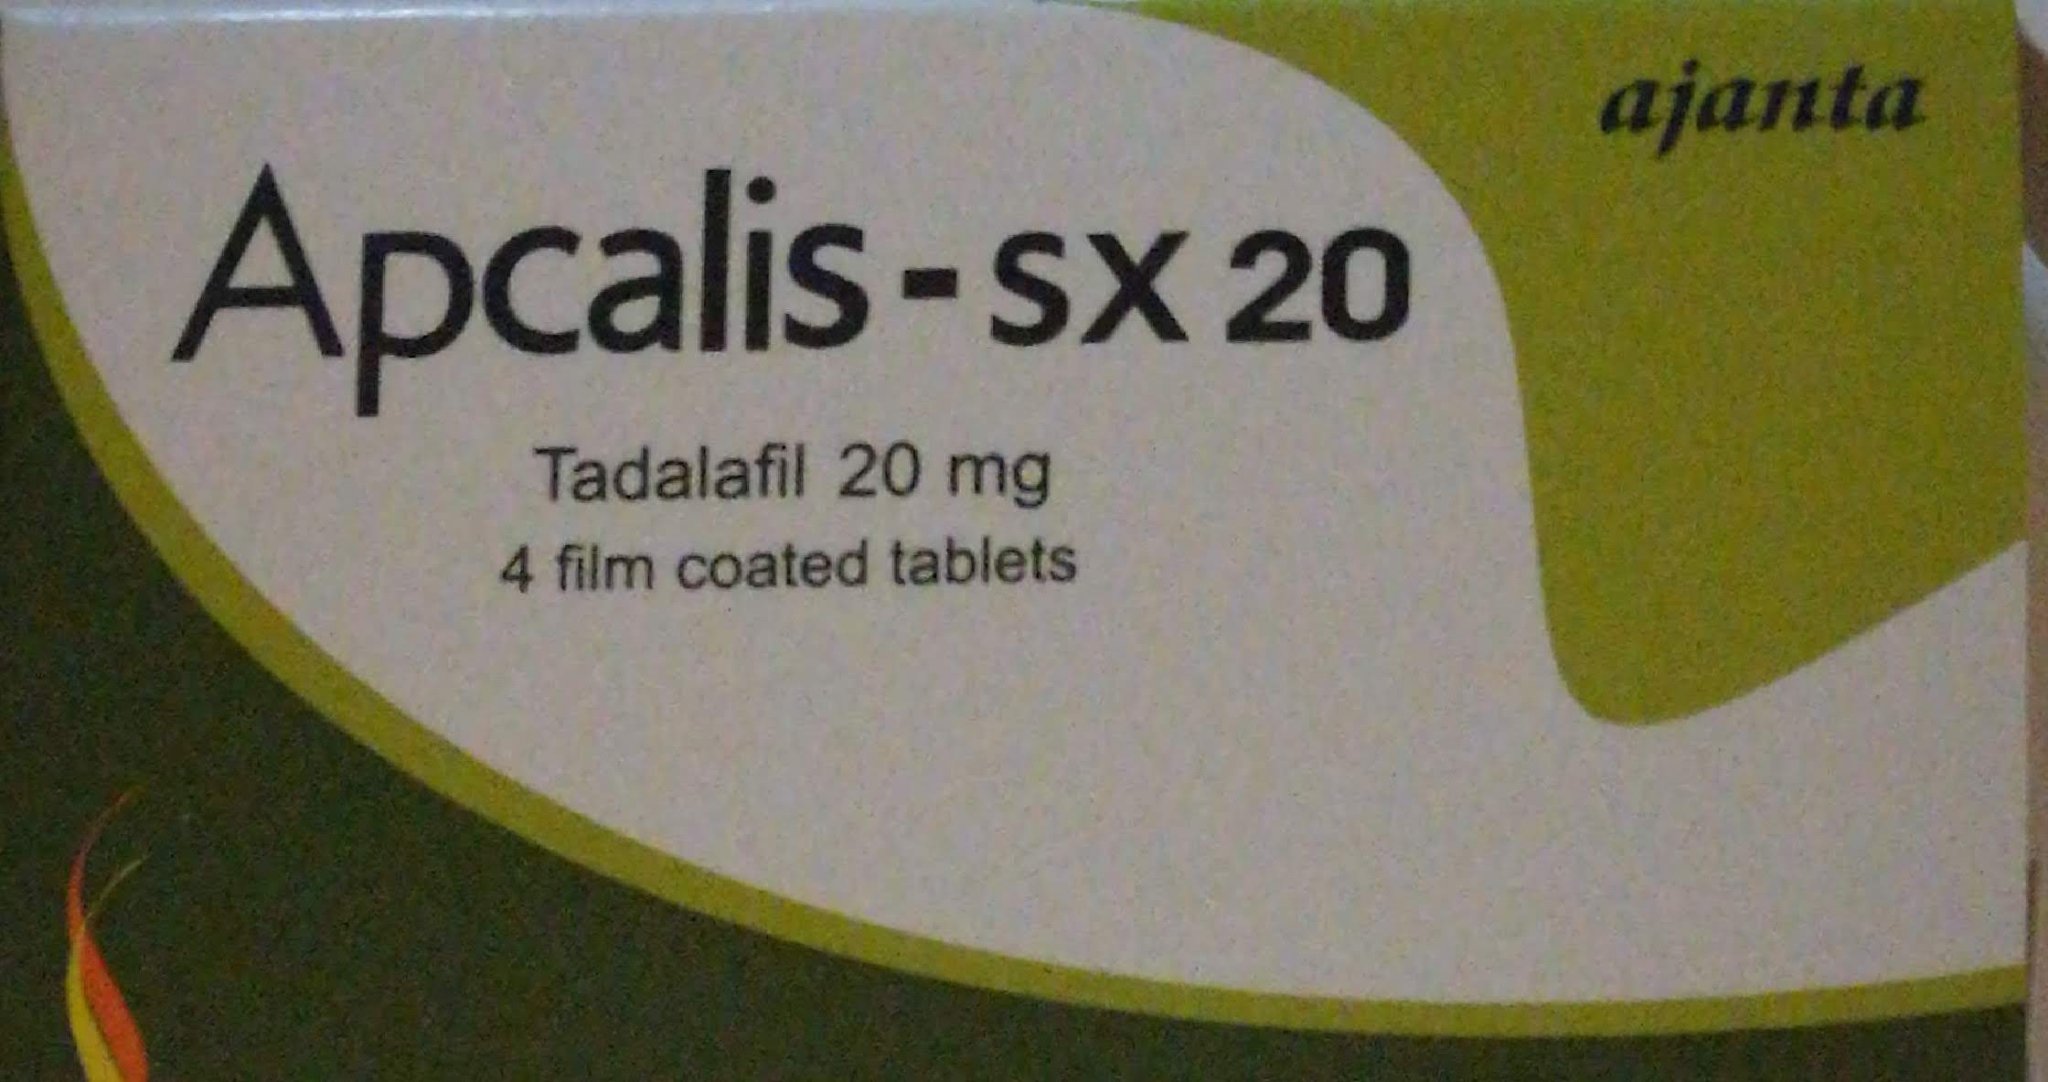 ajanta
Apcalis - SX 20
Tadalafil 20 mg
4 film coated tablets